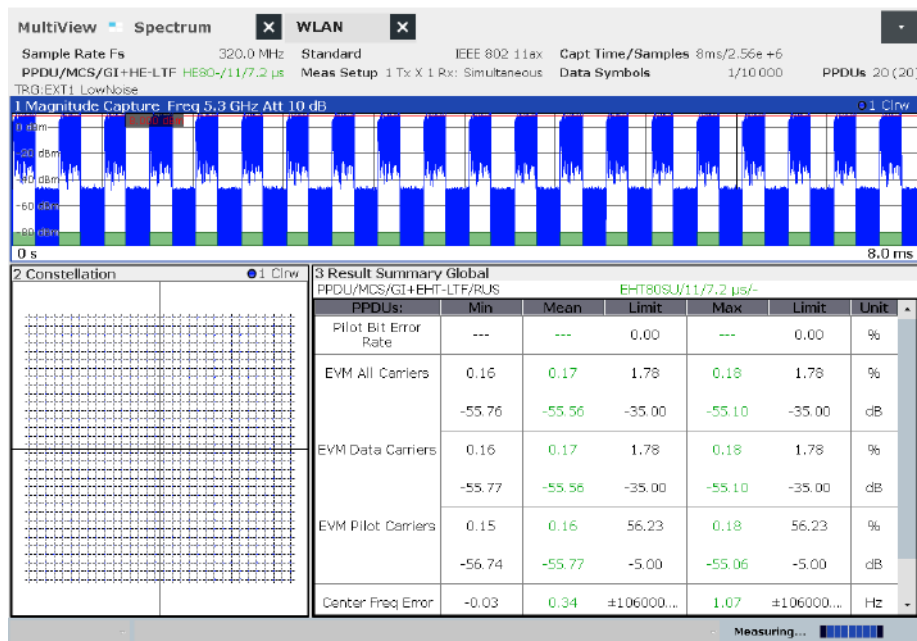 MultiView Spectrum X WLAN X
Sample Rate Fs 320.0 MHz Standard IEEE 802 11ax Capt Time/Samples 8ms/2.56e +6
PPDU/MCS/GI+HE-LTF HE80-/11/7.2 µs Meas Setup 1 Tx X 1 Rx: Simultaneous Data Symbols 1/10 000 PPDUs 20 (20)
TRG:EXT1 LowNoise
1 Magnitude Capture Freq 5.3 GHz Att 10 dB 1 Clrw
0 dBm
-20 dBm
-40 dBm
-60 dBm
-80 dBm
0 s 8.0 ms
2 Constellation 1 Clrw
3 Result Summary Global
PPDU/MCS/GI+EHT-LTF/RUS EHT80SU/11/7.2 µs/-
PPDUs: Min Mean Limit Max Limit Unit
Pilot Bit Error Rate --- --- 0.00 --- 0.00 %
EVM All Carriers 0.16 0.17 1.78 0.18 1.78 %
-55.76 -55.56 -35.00 -55.10 -35.00 dB
EVM Data Carriers 0.16 0.17 1.78 0.18 1.78 %
-55.77 -55.56 -35.00 -55.10 -35.00 dB
EVM Pilot Carriers 0.15 0.16 56.23 0.18 56.23 %
-56.74 -55.77 -5.00 -55.06 -5.00 dB
Center Freq Error -0.03 0.34 ±106000.... 1.07 ±106000.... Hz
Measuring...